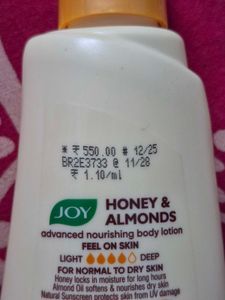 * ₹ 550.00 # 12/25
BR2E3733 @ 11/28
₹ 1.10/ml
JOY
HONEY &
ALMONDS
advanced nourishing body lotion
FEEL ON SKIN
LIGHT DEEP
FOR NORMAL TO DRY SKIN
Honey locks in moisture for long hours
Almond Oil softens & nourishes dry skin
Natural Sunscreen protects skin from UV damage